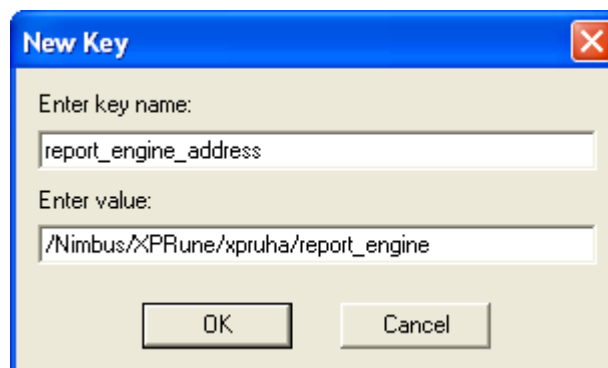 New Key
Enter key name:
report_engine_address
Enter value:
/Nimbus/XPRune/xpruha/report_engine
OK Cancel